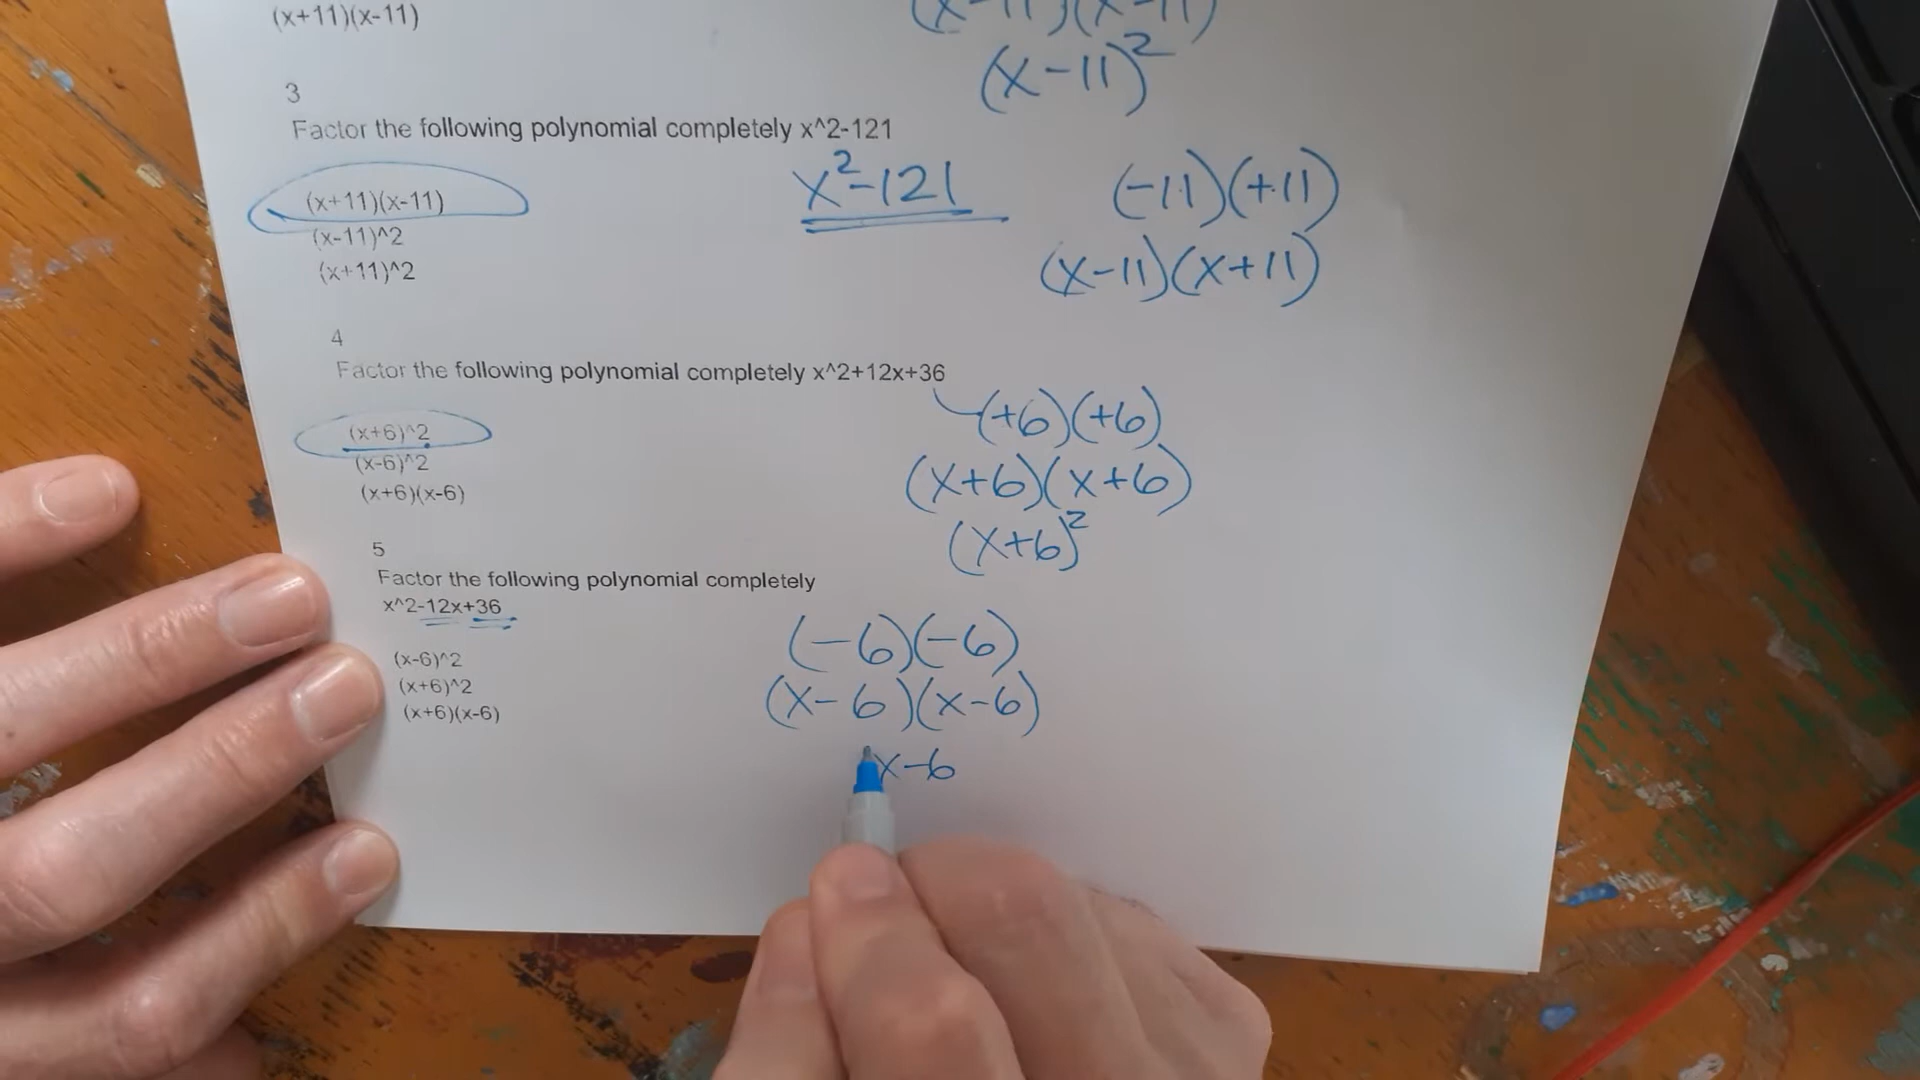 (x+11)(x-11)
(x-11)(x-11)
(x-11)²
3
Factor the following polynomial completely x^2-121
(x+11)(x-11)
(x-11)^2
(x+11)^2
x²-121
(-11)(+11)
(x-11)(x+11)
4
Factor the following polynomial completely x^2+12x+36
(x+6)^2
(x-6)^2
(x+6)(x-6)
(+6)(+6)
(x+6)(x+6)
(x+6)²
5
Factor the following polynomial completely
x^2-12x+36
(x-6)^2
(x+6)^2
(x+6)(x-6)
(-6)(-6)
(x-6)(x-6)
x-6